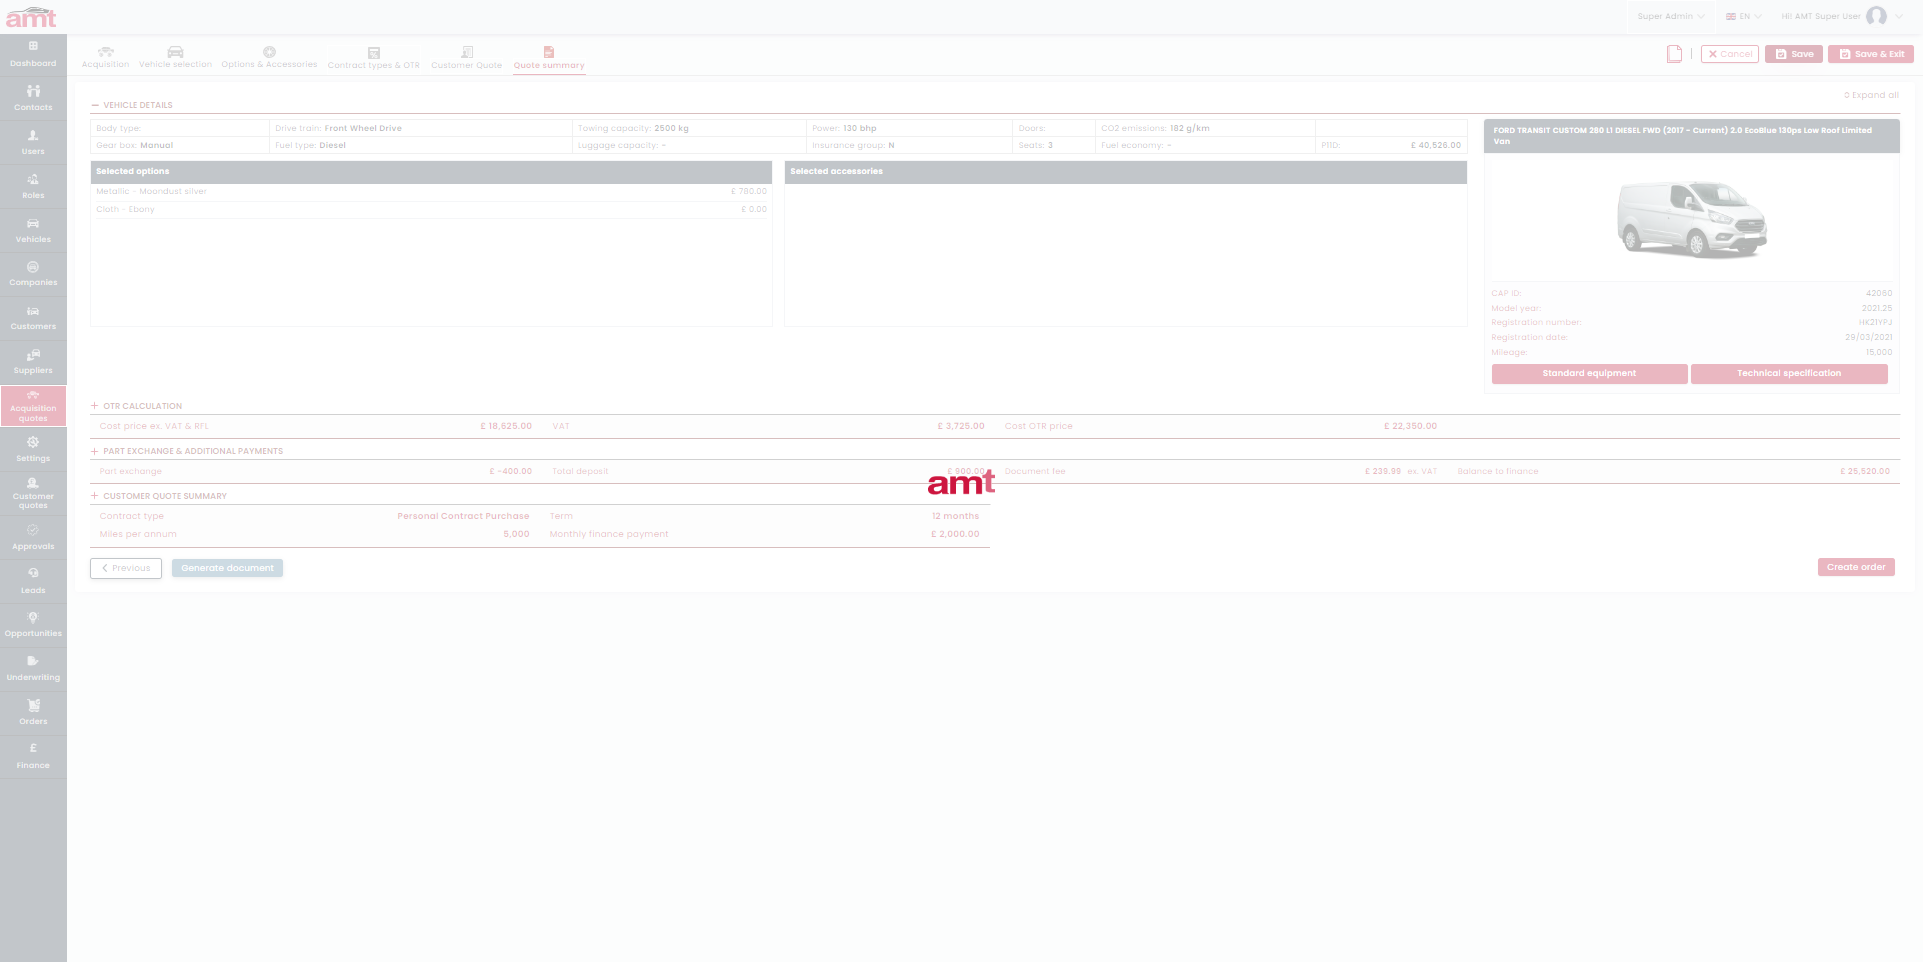 amt
Super Admin
EN
Hi! AMT Super User
Dashboard
Contacts
Users
Roles
Vehicles
Companies
Customers
Suppliers
Acquisition
quotes
Settings
Customer
quotes
Approvals
Leads
Opportunities
Underwriting
Orders
Finance
Acquisition
Vehicle selection
Options & Accessories
Contract types & OTR
Customer Quote
Quote summary
Cancel
Save
Save & Exit
Expand all
VEHICLE DETAILS
Body type: Drive train: Front Wheel Drive Towing capacity: 2500 kg Power: 130 bhp Doors: CO2 emissions: 182 g/km
Gear box: Manual Fuel type: Diesel Luggage capacity: - Insurance group: N Seats: 3 Fuel economy: - P11D: £ 40,526.00
Selected options
Metallic - Moondust silver £ 780.00
Cloth - Ebony £ 0.00
Selected accessories
FORD TRANSIT CUSTOM 280 L1 DIESEL FWD (2017 - Current) 2.0 EcoBlue 130ps Low Roof Limited
Van
CAP ID: 42060
Model year: 2021.25
Registration number: HK21YPJ
Registration date: 29/03/2021
Mileage: 15,000
Standard equipment
Technical specification
OTR CALCULATION
Cost price ex. VAT & RFL £ 18,625.00 VAT £ 3,725.00 Cost OTR price £ 22,350.00
PART EXCHANGE & ADDITIONAL PAYMENTS
Part exchange £ -400.00 Total deposit £ 900.00 Document fee £ 239.99 ex. VAT Balance to finance £ 25,520.00
amt
CUSTOMER QUOTE SUMMARY
Contract type Personal Contract Purchase Term 12 months
Miles per annum 5,000 Monthly finance payment £ 2,000.00
Previous
Generate document
Create order